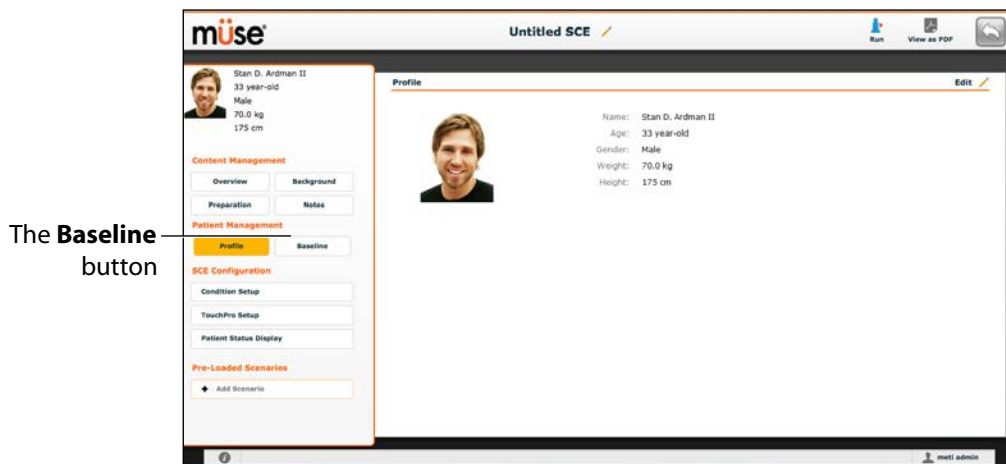 müse
Untitled SCE
Run
View as PDF
Stan D. Ardman II
33 year-old
Male
70.0 kg
175 cm
Content Management
Overview
Background
Preparation
Notes
Patient Management
Profile
Baseline
SCE Configuration
Condition Setup
TouchPro Setup
Patient Status Display
Pre-Loaded Scenarios
Add Scenario
Profile
Edit
Name: Stan D. Ardman II
Age: 33 year-old
Gender: Male
Weight: 70.0 kg
Height: 175 cm
The Baseline
button
meti admin